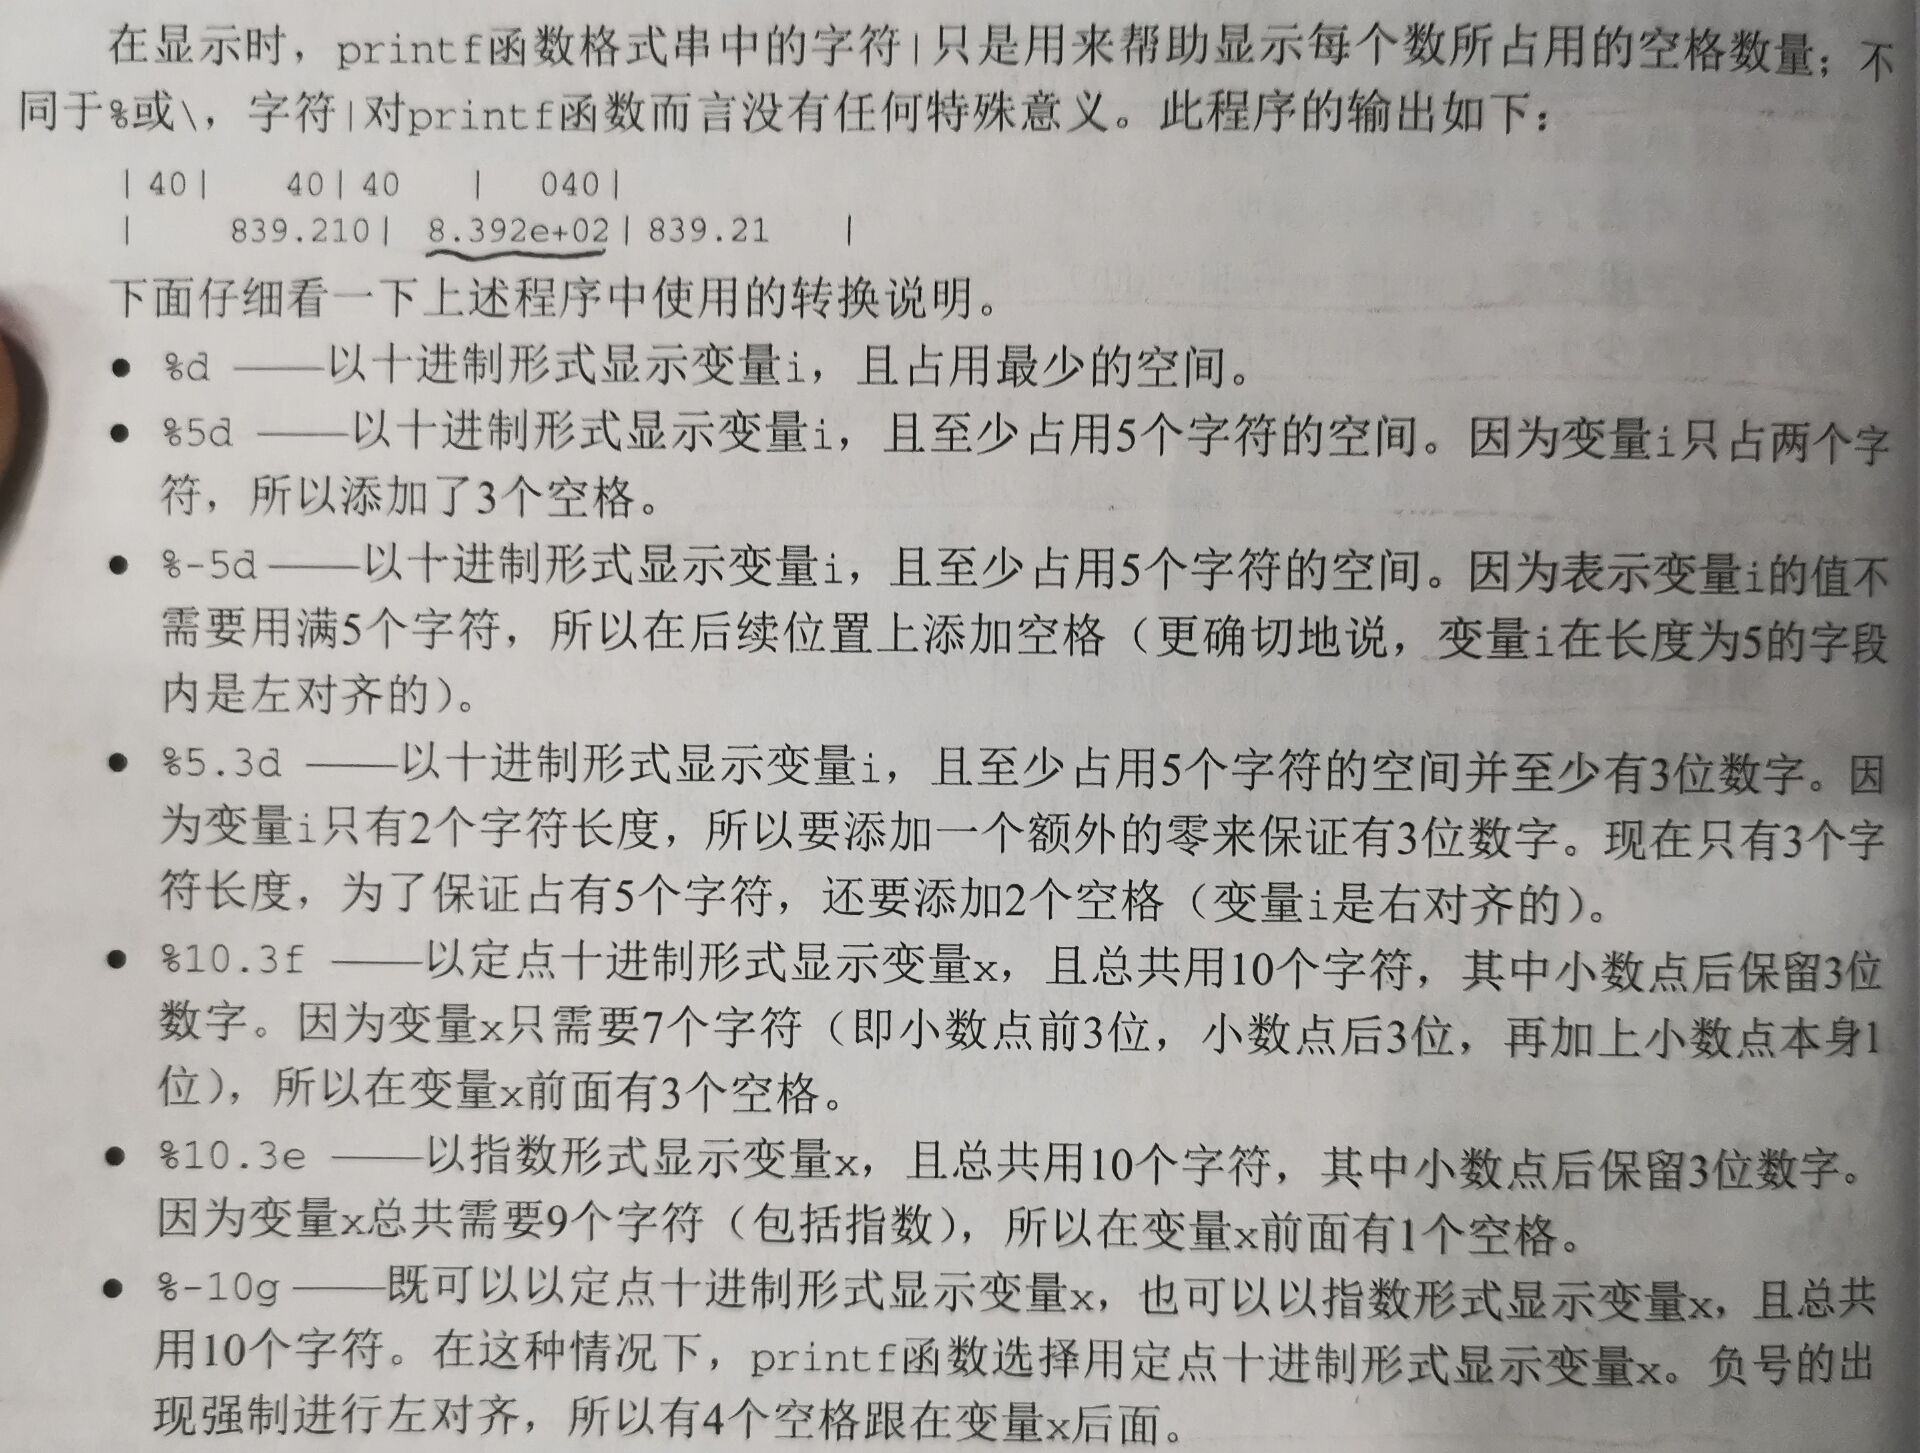 在显示时，printf函数格式串中的字符|只是用来帮助显示每个数所占用的空格数量；不
同于%或\，字符|对printf函数而言没有任何特殊意义。此程序的输出如下：
|40|   40|40   |  040|
|   839.210| 8.392e+02|839.21    |
下面仔细看一下上述程序中使用的转换说明。
● %d ——以十进制形式显示变量i，且占用最少的空间。
● %5d ——以十进制形式显示变量i，且至少占用5个字符的空间。因为变量i只占两个字
符，所以添加了3个空格。
● %-5d——以十进制形式显示变量i，且至少占用5个字符的空间。因为表示变量i的值不
需要用满5个字符，所以在后续位置上添加空格（更确切地说，变量i在长度为5的字段
内是左对齐的）。
● %5.3d ——以十进制形式显示变量i，且至少占用5个字符的空间并至少有3位数字。因
为变量i只有2个字符长度，所以要添加一个额外的零来保证有3位数字。现在只有3个字
符长度，为了保证占有5个字符，还要添加2个空格（变量i是右对齐的）。
● %10.3f ——以定点十进制形式显示变量x，且总共用10个字符，其中小数点后保留3位
数字。因为变量x只需要7个字符（即小数点前3位，小数点后3位，再加上小数点本身1
位），所以在变量x前面有3个空格。
● %10.3e ——以指数形式显示变量x，且总共用10个字符，其中小数点后保留3位数字。
因为变量x总共需要9个字符（包括指数），所以在变量x前面有1个空格。
● %-10g——既可以以定点十进制形式显示变量x，也可以以指数形式显示变量x，且总共
用10个字符。在这种情况下，printf函数选择用定点十进制形式显示变量x。负号的出
现强制进行左对齐，所以有4个空格跟在变量x后面。